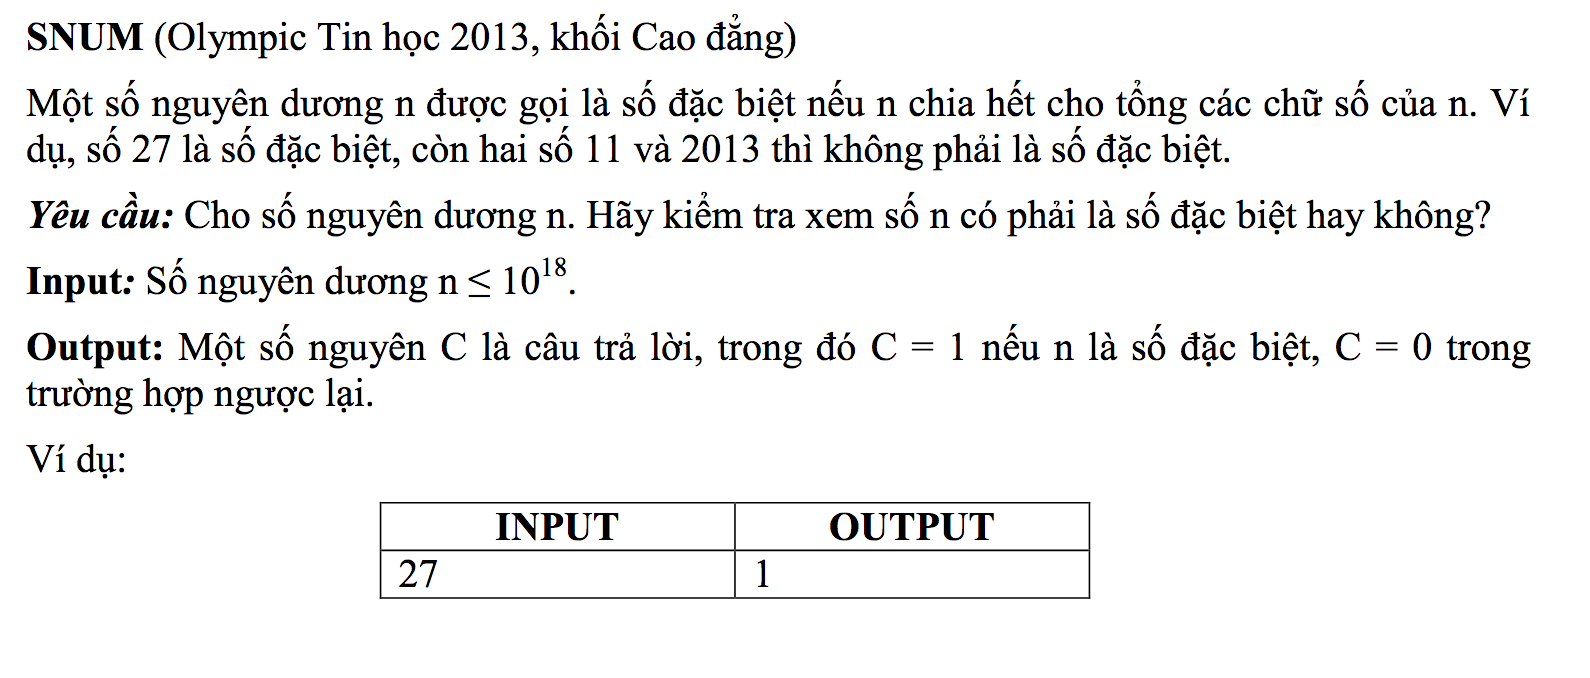 SNUM (Olympic Tin học 2013, khối Cao đẳng)
Một số nguyên dương n được gọi là số đặc biệt nếu n chia hết cho tổng các chữ số của n. Ví
dụ, số 27 là số đặc biệt, còn hai số 11 và 2013 thì không phải là số đặc biệt.
Yêu cầu: Cho số nguyên dương n. Hãy kiểm tra xem số n có phải là số đặc biệt hay không?
Input: Số nguyên dương n ≤ 10¹⁸.
Output: Một số nguyên C là câu trả lời, trong đó C = 1 nếu n là số đặc biệt, C = 0 trong
trường hợp ngược lại.
Ví dụ:
INPUT OUTPUT
27 1